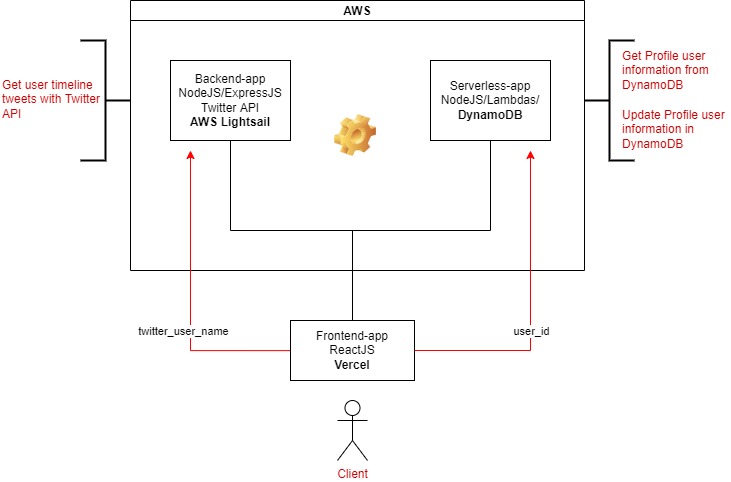 AWS
Get user timeline
tweets with Twitter
API
Backend-app
NodeJS/ExpressJS
Twitter API
AWS Lightsail
Serverless-app
NodeJS/Lambdas/
DynamoDB
Get Profile user
information from
DynamoDB
Update Profile user
information in
DynamoDB
twitter_user_name
user_id
Frontend-app
ReactJS
Vercel
Client